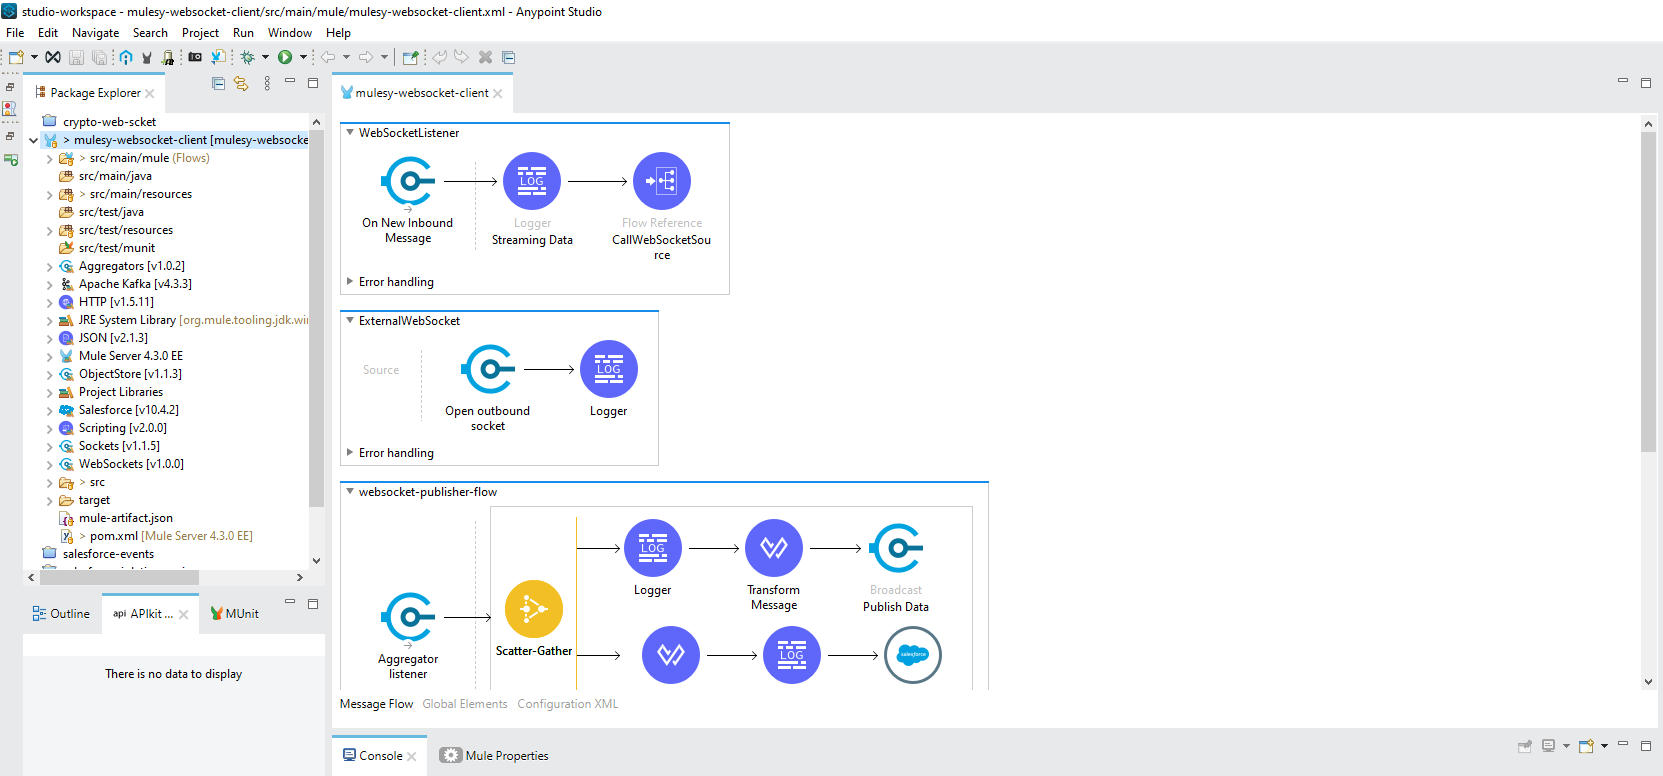 studio-workspace - mulesy-websocket-client/src/main/mule/mulesy-websocket-client.xml - Anypoint Studio
File Edit Navigate Search Project Run Window Help
Package Explorer
crypto-web-scket
> mulesy-websocket-client [mulesy-websocke
> src/main/mule (Flows)
src/main/java
> src/main/resources
src/test/java
src/test/resources
src/test/munit
Aggregators [v1.0.2]
Apache Kafka [v4.3.3]
HTTP [v1.5.11]
JRE System Library [org.mule.tooling.jdk.wi
JSON [v2.1.3]
Mule Server 4.3.0 EE
ObjectStore [v1.1.3]
Project Libraries
Salesforce [v10.4.2]
Scripting [v2.0.0]
Sockets [v1.1.5]
WebSockets [v1.0.0]
> src
target
mule-artifact.json
> pom.xml [Mule Server 4.3.0 EE]
salesforce-events
Outline
api APIkit ...
MUnit
There is no data to display
mulesy-websocket-client
WebSocketListener
LOG
On New Inbound
Message
Logger
Streaming Data
Flow Reference
CallWebSocketSou
rce
Error handling
ExternalWebSocket
Source
LOG
Open outbound
socket
Logger
Error handling
websocket-publisher-flow
LOG
Logger
Transform
Message
Broadcast
Publish Data
Aggregator
listener
Scatter-Gather
LOG
salesforce
Message Flow Global Elements Configuration XML
Console
Mule Properties